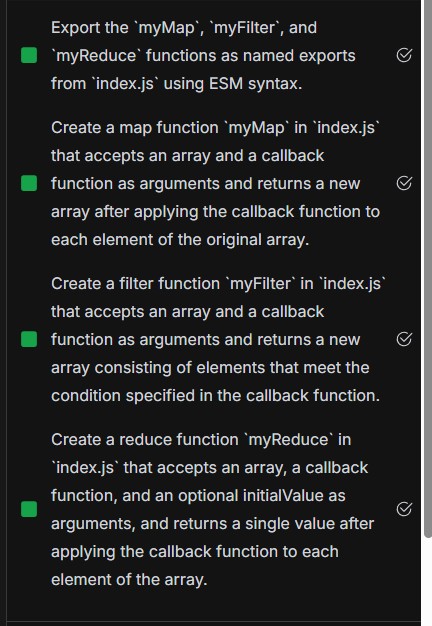 Export the `myMap`, `myFilter`, and
`myReduce` functions as named exports
from `index.js` using ESM syntax.
Create a map function `myMap` in `index.js`
that accepts an array and a callback
function as arguments and returns a new
array after applying the callback function to
each element of the original array.
Create a filter function `myFilter` in `index.js`
that accepts an array and a callback
function as arguments and returns a new
array consisting of elements that meet the
condition specified in the callback function.
Create a reduce function `myReduce` in
`index.js` that accepts an array, a callback
function, and an optional initialValue as
arguments, and returns a single value after
applying the callback function to each
element of the array.